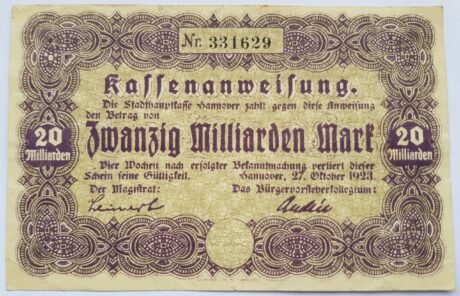 Nr. 331629
Kassenanweisung.
Die Stadthauptkasse Hannover zahlt gegen diese Anweisung
den Betrag von
20 Milliarden
Zwanzig Milliarden Mark
20 Milliarden
Vier Wochen nach erfolgter Bekanntmachung verliert dieser
Schein seine Gültigkeit.
Hannover, 27. Oktober 1923.
Der Magistrat:
Das Bürgervorsteherkollegium:
Leinert